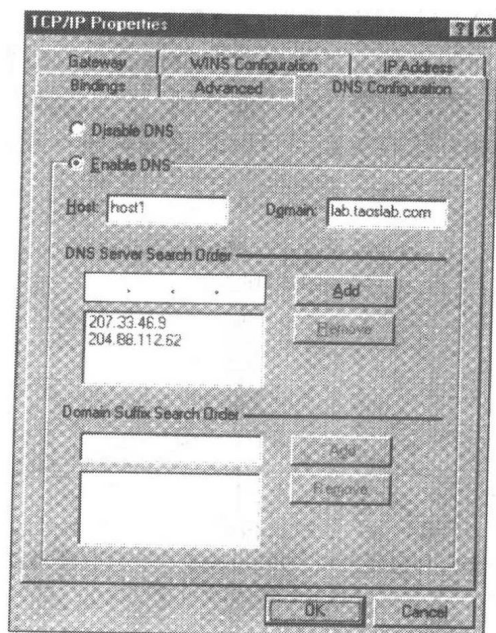 TCP/IP Properties
Gateway WINS Configuration IP Address
Bindings Advanced DNS Configuration
Disable DNS
Enable DNS
Host: host1 Domain: lab.taoslab.com
DNS Server Search Order
. . . Add
207.33.46.9
204.88.112.62
Remove
Domain Suffix Search Order
Add
Remove
OK Cancel